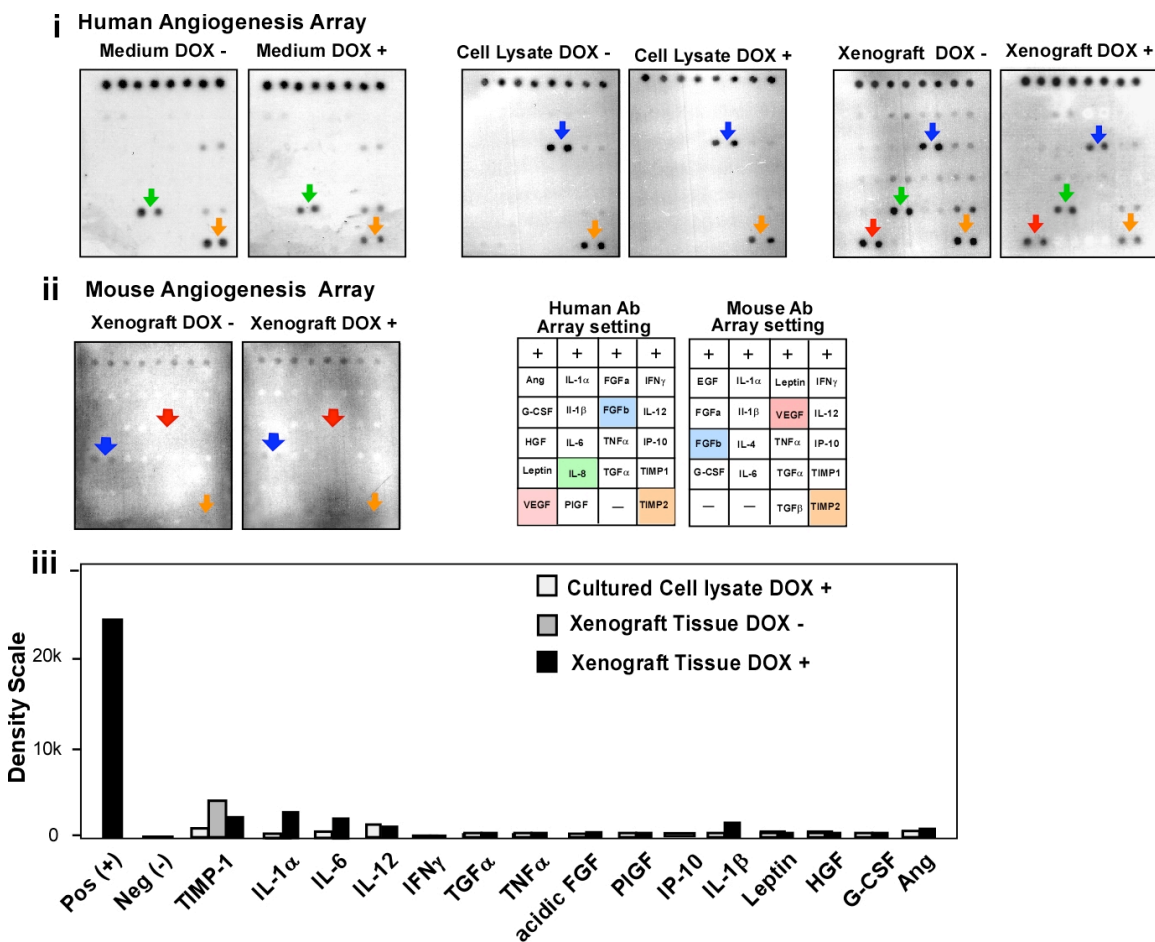 i Human Angiogenesis Array
Medium DOX - Medium DOX + Cell Lysate DOX - Cell Lysate DOX + Xenograft DOX - Xenograft DOX +
ii Mouse Angiogenesis Array
Xenograft DOX - Xenograft DOX +
Human Ab
Array setting
+ + + +
Ang IL-1α FGFa IFNγ
G-CSF Il-1β FGFb IL-12
HGF IL-6 TNFα IP-10
Leptin IL-8 TGFα TIMP1
VEGF PlGF — TIMP2
Mouse Ab
Array setting
+ + + +
EGF IL-1α Leptin IFNγ
FGFa Il-1β VEGF IL-12
FGFb IL-4 TNFα IP-10
G-CSF IL-6 TGFα TIMP1
— — TGFβ TIMP2
iii
Cultured Cell lysate DOX +
Xenograft Tissue DOX -
Xenograft Tissue DOX +
Density Scale
20k
10k
0
Pos (+) Neg (-) TIMP-1 IL-1α IL-6 IL-12 IFNγ TGFα TNFα acidic FGF PlGF IP-10 IL-1β Leptin HGF G-CSF Ang